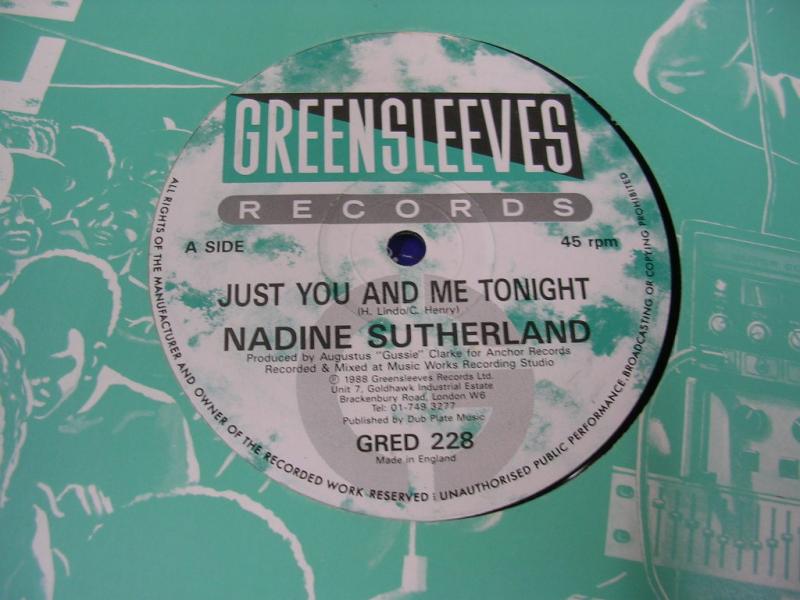 GREENSLEEVES
RECORDS
A SIDE
45 rpm
JUST YOU AND ME TONIGHT
(H. Lindo/C. Henry)
NADINE SUTHERLAND
Produced by Augustus "Gussie" Clarke for Anchor Records
Recorded & Mixed at Music Works Recording Studio
℗ 1988 Greensleeves Records Ltd.
Unit 7, Goldhawk Industrial Estate
Brackenbury Road, London W6
Tel: 01-749 3277
Published by Dub Plate Music
GRED 228
Made in England
ALL RIGHTS OF THE MANUFACTURER AND OWNER OF THE RECORDED WORK RESERVED : UNAUTHORISED PUBLIC PERFORMANCE. BROADCASTING OR COPYING PROHIBITED